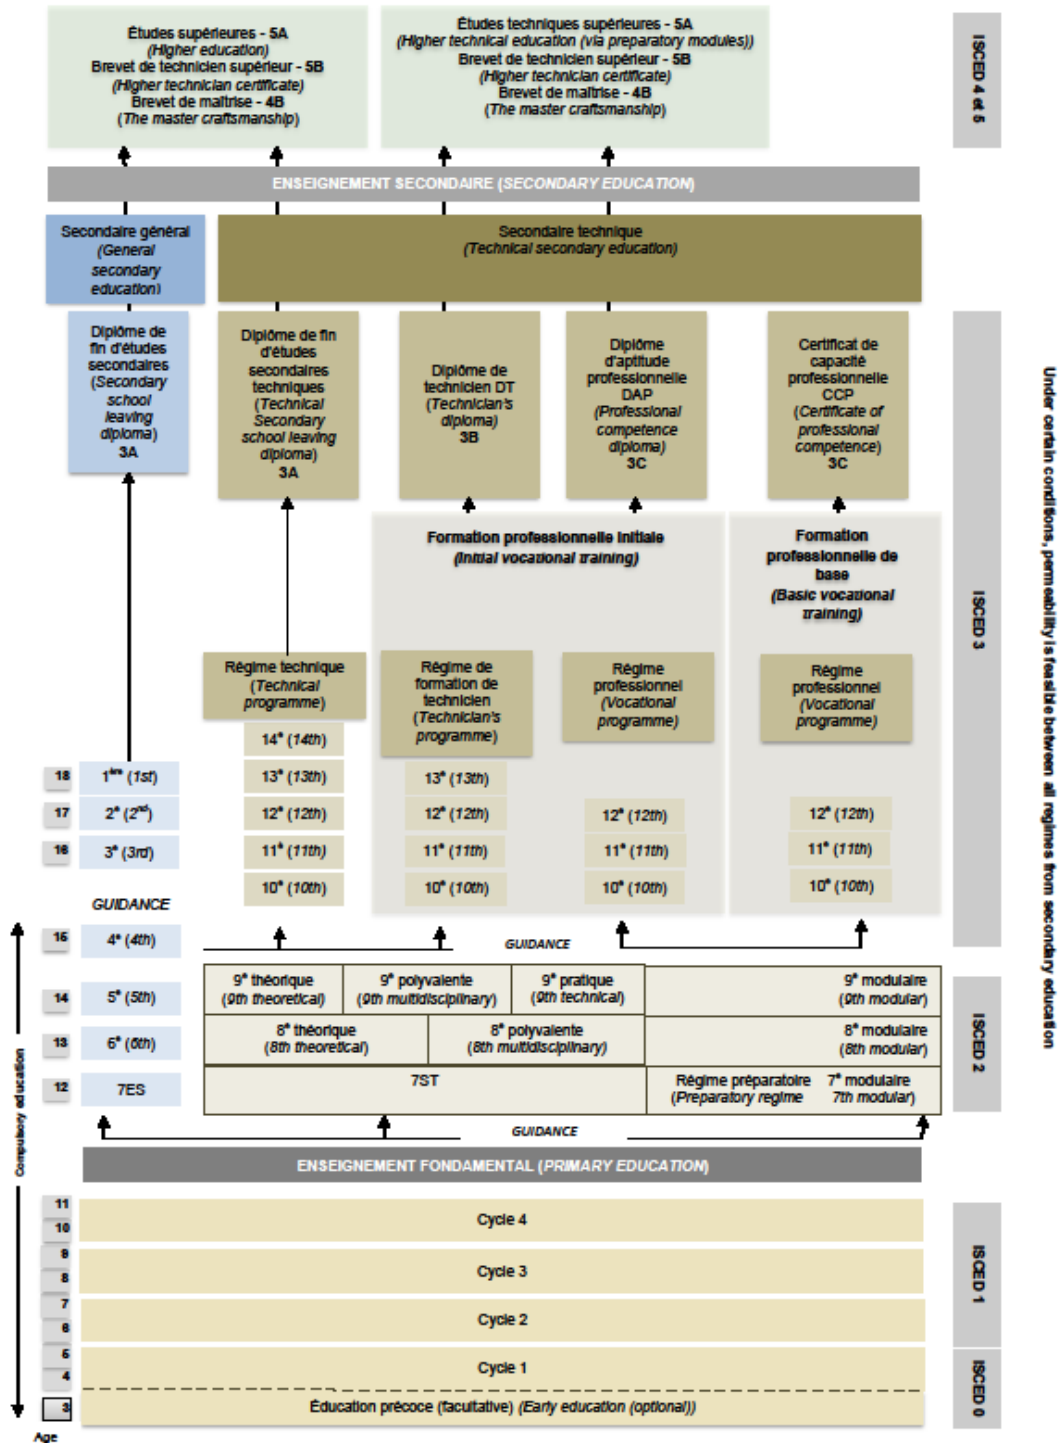 Études supérieures - 5A
(Higher education)
Brevet de technicien supérieur - 5B
(Higher technician certificate)
Brevet de maîtrise - 4B
(The master craftsmanship)
Études techniques supérieures - 5A
(Higher technical education (via preparatory modules))
Brevet de technicien supérieur - 5B
(Higher technician certificate)
Brevet de maîtrise - 4B
(The master craftsmanship)
ISCED 4 et 5
ENSEIGNEMENT SECONDAIRE (SECONDARY EDUCATION)
Secondaire général
(General
secondary
education)
Secondaire technique
(Technical secondary education)
Diplôme de
fin d'études
secondaires
(Secondary
school
leaving
diploma)
3A
Diplôme de fin
d'études
secondaires
techniques
(Technical
Secondary
school leaving
diploma)
3A
Diplôme de
technicien DT
(Technician's
diploma)
3B
Diplôme
d'aptitude
professionnelle
DAP
(Professional
competence
diploma)
3C
Certificat de
capacité
professionnelle
CCP
(Certificate of
professional
competence)
3C
Formation professionnelle initiale
(Initial vocational training)
Formation
professionnelle de
base
(Basic vocational
training)
ISCED 3
Under certain conditions, permeability is feasible between all regimes from secondary education
Régime technique
(Technical
programme)
Régime de
formation de
technicien
(Technician's
programme)
Régime
professionnel
(Vocational
programme)
Régime
professionnel
(Vocational
programme)
14e (14th)
18 1ère (1st) 13e (13th) 13e (13th)
17 2e (2nd) 12e (12th) 12e (12th) 12e (12th) 12e (12th)
16 3e (3rd) 11e (11th) 11e (11th) 11e (11th) 11e (11th)
10e (10th) 10e (10th) 10e (10th) 10e (10th)
GUIDANCE
15 4e (4th)
GUIDANCE
14 5e (5th)
9e théorique
(9th theoretical)
9e polyvalente
(9th multidisciplinary)
9e pratique
(9th technical)
9e modulaire
(9th modular)
13 6e (6th)
8e théorique
(8th theoretical)
8e polyvalente
(8th multidisciplinary)
8e modulaire
(8th modular)
12 7ES
7ST
Régime préparatoire 7e modulaire
(Preparatory regime 7th modular)
ISCED 2
Compulsory education
GUIDANCE
ENSEIGNEMENT FONDAMENTAL (PRIMARY EDUCATION)
11
10
Cycle 4
9
8
Cycle 3
7
6
Cycle 2
5
4
Cycle 1
3
Éducation précoce (facultative) (Early education (optional))
Age
ISCED 1
ISCED 0